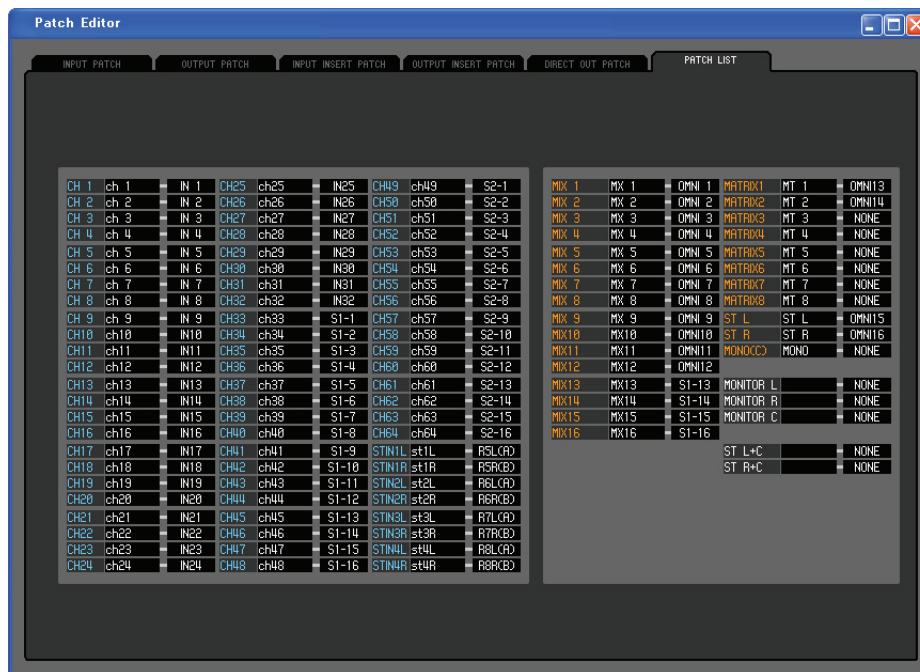 Patch Editor
INPUT PATCH OUTPUT PATCH INPUT INSERT PATCH OUTPUT INSERT PATCH DIRECT OUT PATCH PATCH LIST
CH 1 ch 1 IN 1 CH25 ch25 IN25 CH49 ch49 S2-1 MIX 1 MX 1 OMNI 1 MATRIX1 MT 1 OMNI13
CH 2 ch 2 IN 2 CH26 ch26 IN26 CH50 ch50 S2-2 MIX 2 MX 2 OMNI 2 MATRIX2 MT 2 OMNI14
CH 3 ch 3 IN 3 CH27 ch27 IN27 CH51 ch51 S2-3 MIX 3 MX 3 OMNI 3 MATRIX3 MT 3 NONE
CH 4 ch 4 IN 4 CH28 ch28 IN28 CH52 ch52 S2-4 MIX 4 MX 4 OMNI 4 MATRIX4 MT 4 NONE
CH 5 ch 5 IN 5 CH29 ch29 IN29 CH53 ch53 S2-5 MIX 5 MX 5 OMNI 5 MATRIX5 MT 5 NONE
CH 6 ch 6 IN 6 CH30 ch30 IN30 CH54 ch54 S2-6 MIX 6 MX 6 OMNI 6 MATRIX6 MT 6 NONE
CH 7 ch 7 IN 7 CH31 ch31 IN31 CH55 ch55 S2-7 MIX 7 MX 7 OMNI 7 MATRIX7 MT 7 NONE
CH 8 ch 8 IN 8 CH32 ch32 IN32 CH56 ch56 S2-8 MIX 8 MX 8 OMNI 8 MATRIX8 MT 8 NONE
CH 9 ch 9 IN 9 CH33 ch33 S1-1 CH57 ch57 S2-9 MIX 9 MX 9 OMNI 9 ST L ST L OMNI15
CH10 ch10 IN10 CH34 ch34 S1-2 CH58 ch58 S2-10 MIX10 MX10 OMNI10 ST R ST R OMNI16
CH11 ch11 IN11 CH35 ch35 S1-3 CH59 ch59 S2-11 MIX11 MX11 OMNI11 MONO(C) MONO NONE
CH12 ch12 IN12 CH36 ch36 S1-4 CH60 ch60 S2-12 MIX12 MX12 OMNI12
CH13 ch13 IN13 CH37 ch37 S1-5 CH61 ch61 S2-13 MIX13 MX13 S1-13 MONITOR L NONE
CH14 ch14 IN14 CH38 ch38 S1-6 CH62 ch62 S2-14 MIX14 MX14 S1-14 MONITOR R NONE
CH15 ch15 IN15 CH39 ch39 S1-7 CH63 ch63 S2-15 MIX15 MX15 S1-15 MONITOR C NONE
CH16 ch16 IN16 CH40 ch40 S1-8 CH64 ch64 S2-16 MIX16 MX16 S1-16
CH17 ch17 IN17 CH41 ch41 S1-9 STIN1L st1L R5L(A) ST L+C NONE
CH18 ch18 IN18 CH42 ch42 S1-10 STIN1R st1R R5R(B) ST R+C NONE
CH19 ch19 IN19 CH43 ch43 S1-11 STIN2L st2L R6L(A)
CH20 ch20 IN20 CH44 ch44 S1-12 STIN2R st2R R6R(B)
CH21 ch21 IN21 CH45 ch45 S1-13 STIN3L st3L R7L(A)
CH22 ch22 IN22 CH46 ch46 S1-14 STIN3R st3R R7R(B)
CH23 ch23 IN23 CH47 ch47 S1-15 STIN4L st4L R8L(A)
CH24 ch24 IN24 CH48 ch48 S1-16 STIN4R st4R R8R(B)